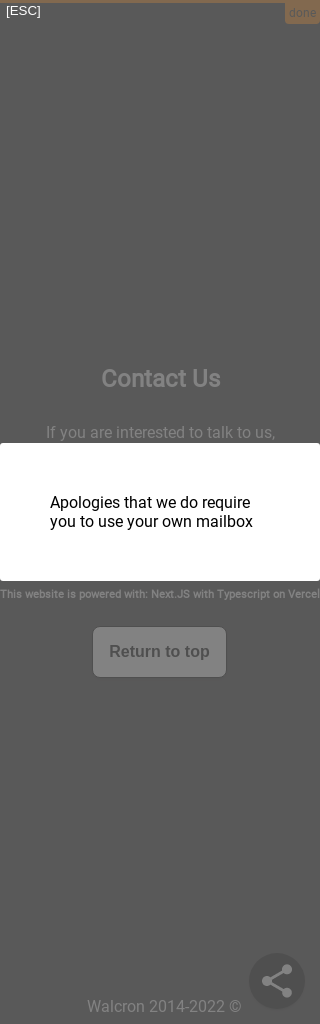 [ESC]
done
Contact Us
If you are interested to talk to us,
Apologies that we do require
you to use your own mailbox
This website is powered with: Next.JS with Typescript on Vercel
Return to top
Walcron 2014-2022 ©